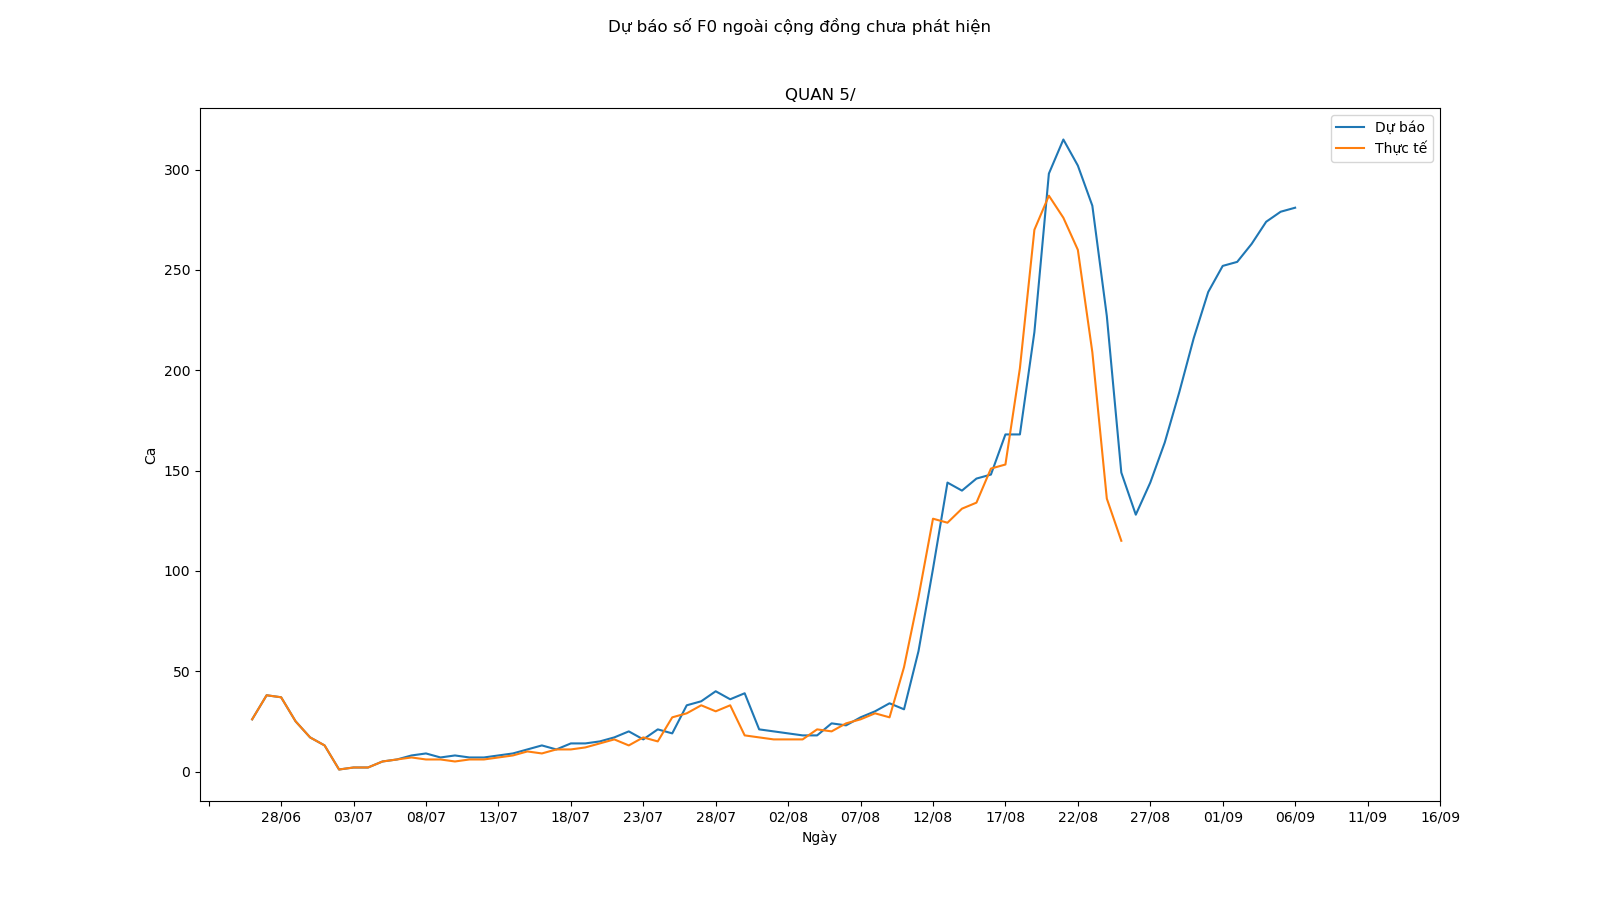 Dự báo số F0 ngoài cộng đồng chưa phát hiện
QUAN 5/
Dự báo
Thực tế
300
250
200
150
100
50
0
Ca
28/06 03/07 08/07 13/07 18/07 23/07 28/07 02/08 07/08 12/08 17/08 22/08 27/08 01/09 06/09 11/09 16/09
Ngày